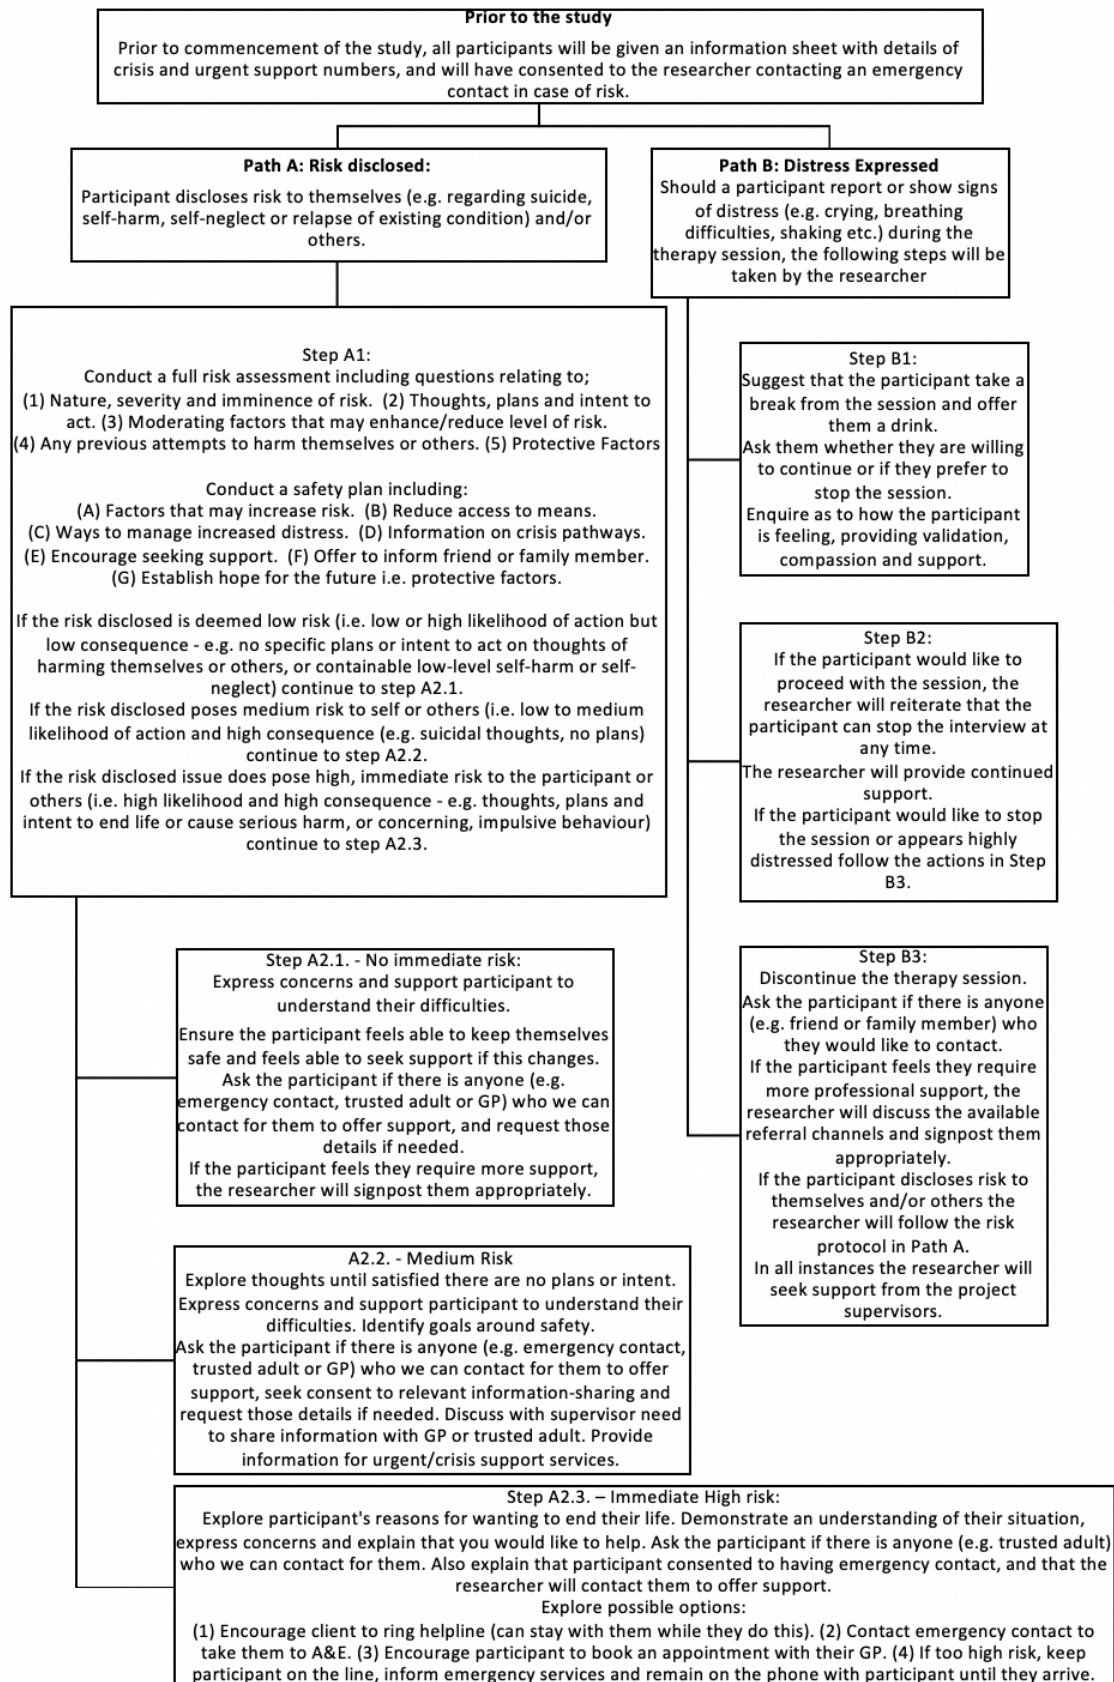 Prior to the study
Prior to commencement of the study, all participants will be given an information sheet with details of
crisis and urgent support numbers, and will have consented to the researcher contacting an emergency
contact in case of risk.
Path A: Risk disclosed:
Participant discloses risk to themselves (e.g. regarding suicide,
self-harm, self-neglect or relapse of existing condition) and/or
others.
Path B: Distress Expressed
Should a participant report or show signs
of distress (e.g. crying, breathing
difficulties, shaking etc.) during the
therapy session, the following steps will be
taken by the researcher
Step A1:
Conduct a full risk assessment including questions relating to;
(1) Nature, severity and imminence of risk. (2) Thoughts, plans and intent to
act. (3) Moderating factors that may enhance/reduce level of risk.
(4) Any previous attempts to harm themselves or others. (5) Protective Factors
Conduct a safety plan including:
(A) Factors that may increase risk. (B) Reduce access to means.
(C) Ways to manage increased distress. (D) Information on crisis pathways.
(E) Encourage seeking support. (F) Offer to inform friend or family member.
(G) Establish hope for the future i.e. protective factors.
If the risk disclosed is deemed low risk (i.e. low or high likelihood of action but
low consequence - e.g. no specific plans or intent to act on thoughts of
harming themselves or others, or containable low-level self-harm or self-
neglect) continue to step A2.1.
If the risk disclosed poses medium risk to self or others (i.e. low to medium
likelihood of action and high consequence (e.g. suicidal thoughts, no plans)
continue to step A2.2.
If the risk disclosed issue does pose high, immediate risk to the participant or
others (i.e. high likelihood and high consequence - e.g. thoughts, plans and
intent to end life or cause serious harm, or concerning, impulsive behaviour)
continue to step A2.3.
Step A2.1. - No immediate risk:
Express concerns and support participant to
understand their difficulties.
Ensure the participant feels able to keep themselves
safe and feels able to seek support if this changes.
Ask the participant if there is anyone (e.g.
emergency contact, trusted adult or GP) who we can
contact for them to offer support, and request those
details if needed.
If the participant feels they require more support,
the researcher will signpost them appropriately.
A2.2. - Medium Risk
Explore thoughts until satisfied there are no plans or intent.
Express concerns and support participant to understand their
difficulties. Identify goals around safety.
Ask the participant if there is anyone (e.g. emergency contact,
trusted adult or GP) who we can contact for them to offer
support, seek consent to relevant information-sharing and
request those details if needed. Discuss with supervisor need
to share information with GP or trusted adult. Provide
information for urgent/crisis support services.
Step A2.3. – Immediate High risk:
Explore participant's reasons for wanting to end their life. Demonstrate an understanding of their situation,
express concerns and explain that you would like to help. Ask the participant if there is anyone (e.g. trusted adult)
who we can contact for them. Also explain that participant consented to having emergency contact, and that the
researcher will contact them to offer support.
Explore possible options:
(1) Encourage client to ring helpline (can stay with them while they do this). (2) Contact emergency contact to
take them to A&E. (3) Encourage participant to book an appointment with their GP. (4) If too high risk, keep
participant on the line, inform emergency services and remain on the phone with participant until they arrive.
Step B1:
Suggest that the participant take a
break from the session and offer
them a drink.
Ask them whether they are willing
to continue or if they prefer to
stop the session.
Enquire as to how the participant
is feeling, providing validation,
compassion and support.
Step B2:
If the participant would like to
proceed with the session, the
researcher will reiterate that the
participant can stop the interview at
any time.
The researcher will provide continued
support.
If the participant would like to stop
the session or appears highly
distressed follow the actions in Step
B3.
Step B3:
Discontinue the therapy session.
Ask the participant if there is anyone
(e.g. friend or family member) who
they would like to contact.
If the participant feels they require
more professional support, the
researcher will discuss the available
referral channels and signpost them
appropriately.
If the participant discloses risk to
themselves and/or others the
researcher will follow the risk
protocol in Path A.
In all instances the researcher will
seek support from the project
supervisors.